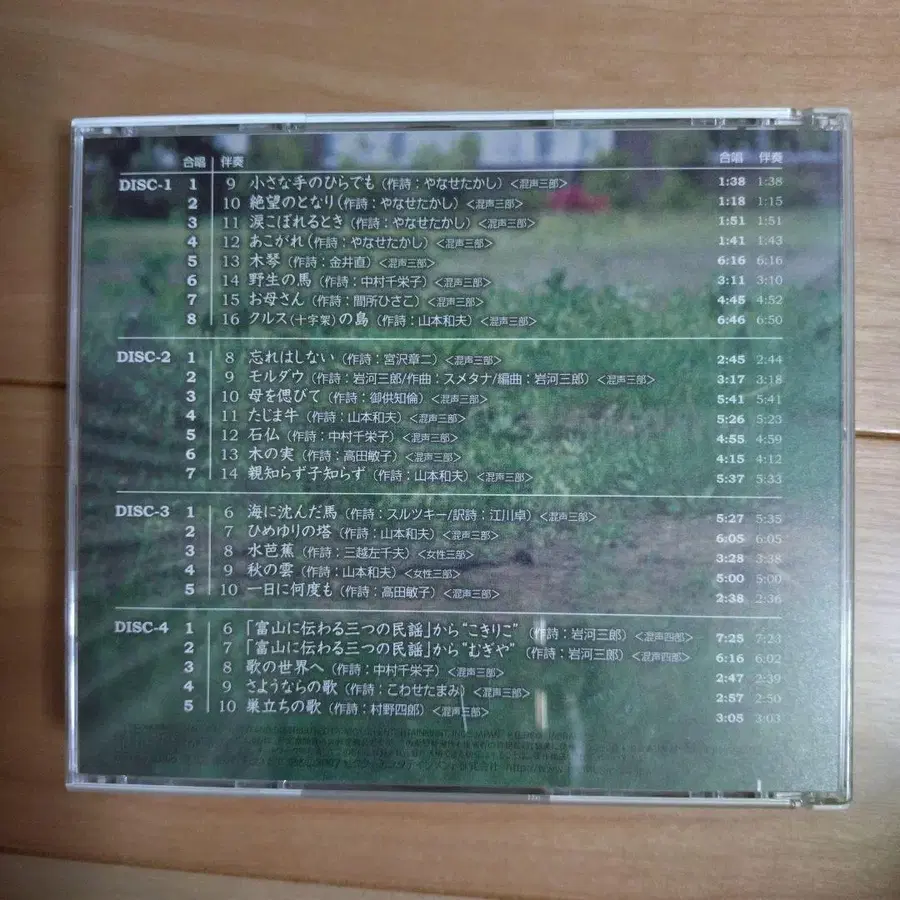 合唱 伴奏 合唱 伴奏
DISC-1 1 9 小さな手のひらでも (作詩：やなせたかし) <混声三部> 1:38 1:38
2 10 絶望のとなり (作詩：やなせたかし) <混声三部> 1:18 1:15
3 11 涙こぼれるとき (作詩：やなせたかし) <混声三部> 1:51 1:51
4 12 あこがれ (作詩：やなせたかし) <混声三部> 1:41 1:43
5 13 木琴 (作詩：金井直) <混声三部> 6:16 6:16
6 14 野生の馬 (作詩：中村千栄子) <混声三部> 3:11 3:10
7 15 お母さん (作詩：間所ひさこ) <混声三部> 4:45 4:52
8 16 クルス(十字架)の島 (作詩：山本和夫) <混声三部> 6:46 6:50
DISC-2 1 8 忘れはしない (作詩：宮沢章二) <混声三部> 2:45 2:44
2 9 モルダウ (作詩：岩河三郎/作曲：スメタナ/編曲：岩河三郎) <混声三部> 3:17 3:18
3 10 母を偲びて (作詩：御供知倫) <混声三部> 5:41 5:41
4 11 たじま牛 (作詩：山本和夫) <混声三部> 5:26 5:23
5 12 石仏 (作詩：中村千栄子) <混声三部> 4:55 4:59
6 13 木の実 (作詩：高田敏子) <混声三部> 4:15 4:12
7 14 親知らず子知らず (作詩：山本和夫) <混声三部> 5:37 5:33
DISC-3 1 6 海に沈んだ馬 (作詩：スルツキー/訳詩：江川卓) <混声三部> 5:27 5:35
2 7 ひめゆりの塔 (作詩：山本和夫) <混声三部> 6:05 6:05
3 8 水芭蕉 (作詩：三越左千夫) <女性三部> 3:28 3:38
4 9 秋の雲 (作詩：山本和夫) <女性三部> 5:00 5:00
5 10 一日に何度も (作詩：高田敏子) <混声三部> 2:38 2:36
DISC-4 1 6 「富山に伝わる三つの民謡」から“こきりこ” (作詩：岩河三郎) <混声四部> 7:25 7:23
2 7 「富山に伝わる三つの民謡」から“むぎや” (作詩：岩河三郎) <混声四部> 6:16 6:02
3 8 歌の世界へ (作詩：中村千栄子) <混声三部> 2:47 2:39
4 9 さようならの歌 (作詩：こわせたまみ) <混声三部> 2:57 2:50
5 10 巣立ちの歌 (作詩：村野四郎) <混声三部> 3:05 3:03